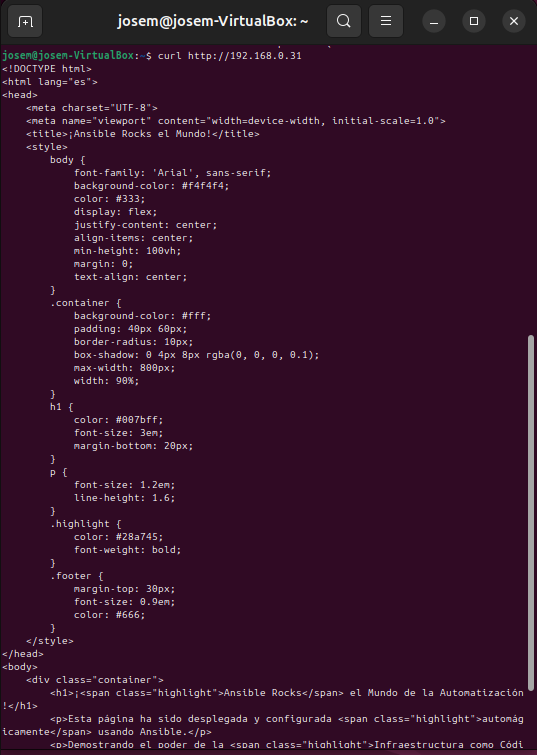 josem@josem-VirtualBox: ~
josem@josem-VirtualBox:~$ curl http://192.168.0.31
<!DOCTYPE html>
<html lang="es">
<head>
    <meta charset="UTF-8">
    <meta name="viewport" content="width=device-width, initial-scale=1.0">
    <title>¡Ansible Rocks el Mundo!</title>
    <style>
        body {
            font-family: 'Arial', sans-serif;
            background-color: #f4f4f4;
            color: #333;
            display: flex;
            justify-content: center;
            align-items: center;
            min-height: 100vh;
            margin: 0;
            text-align: center;
        }
        .container {
            background-color: #fff;
            padding: 40px 60px;
            border-radius: 10px;
            box-shadow: 0 4px 8px rgba(0, 0, 0, 0.1);
            max-width: 800px;
            width: 90%;
        }
        h1 {
            color: #007bff;
            font-size: 3em;
            margin-bottom: 20px;
        }
        p {
            font-size: 1.2em;
            line-height: 1.6;
        }
        .highlight {
            color: #28a745;
            font-weight: bold;
        }
        .footer {
            margin-top: 30px;
            font-size: 0.9em;
            color: #666;
        }
    </style>
</head>
<body>
    <div class="container">
        <h1>¡<span class="highlight">Ansible Rocks</span> el Mundo de la Automatización
!</h1>
        <p>Esta página ha sido desplegada y configurada <span class="highlight">automág
icamente</span> usando Ansible.</p>
        <p>Demostrando el poder de la <span class="highlight">Infraestructura como Códi